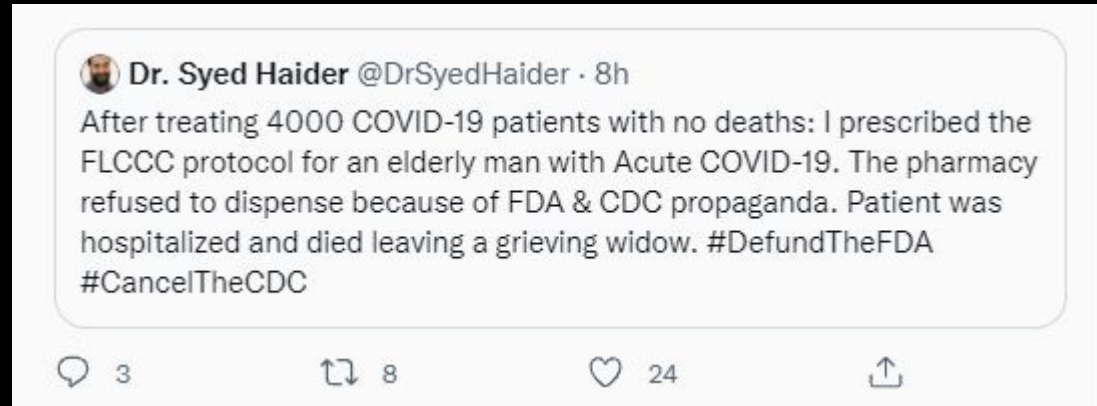 Dr. Syed Haider @DrSyedHaider · 8h
After treating 4000 COVID-19 patients with no deaths: I prescribed the
FLCCC protocol for an elderly man with Acute COVID-19. The pharmacy
refused to dispense because of FDA & CDC propaganda. Patient was
hospitalized and died leaving a grieving widow. #DefundTheFDA
#CancelTheCDC
3 8 24